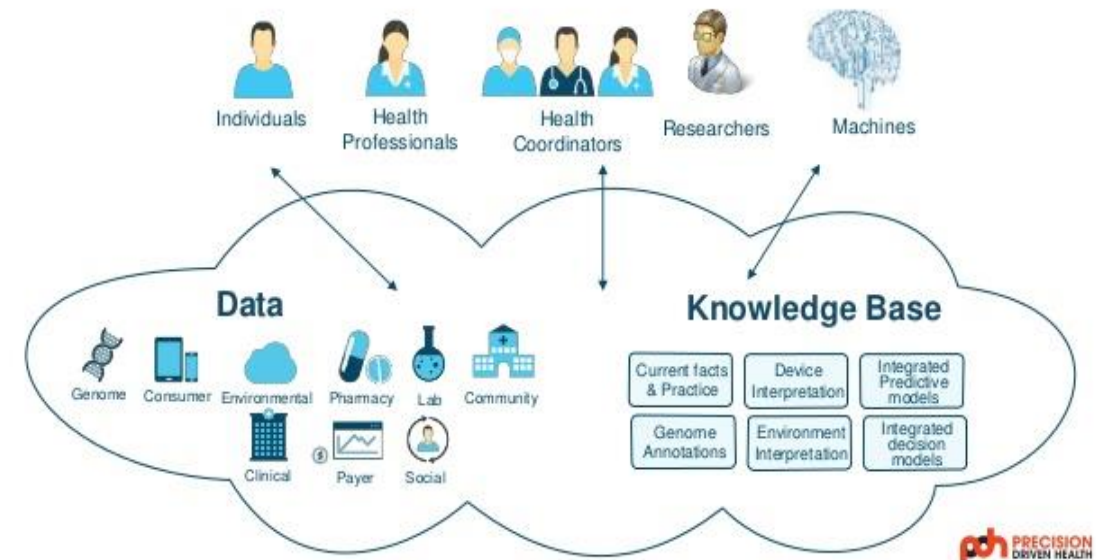 Individuals
Health
Professionals
Health
Coordinators
Researchers
Machines
Data
Genome
Consumer
Environmental
Pharmacy
Lab
Community
Clinical
$
Payer
Social
Knowledge Base
Current facts
& Practice
Device
Interpretation
Integrated
Predictive
models
Genome
Annotations
Environment
Interpretation
Integrated
decision
models
pdh PRECISION
DRIVEN HEALTH